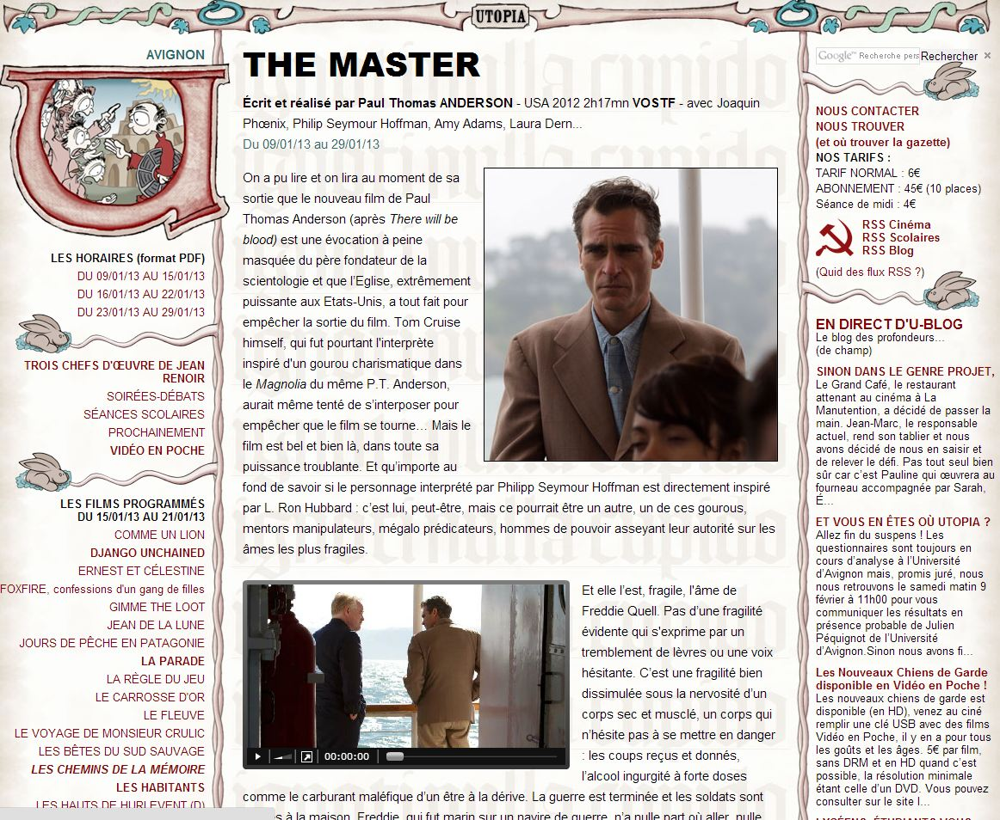 UTOPIA
AVIGNON
LES HORAIRES (format PDF)
DU 09/01/13 AU 15/01/13
DU 16/01/13 AU 22/01/13
DU 23/01/13 AU 29/01/13
TROIS CHEFS D'ŒUVRE DE JEAN
RENOIR
SOIRÉES-DÉBATS
SÉANCES SCOLAIRES
PROCHAINEMENT
VIDÉO EN POCHE
LES FILMS PROGRAMMÉS
DU 15/01/13 AU 21/01/13
COMME UN LION
DJANGO UNCHAINED
ERNEST ET CÉLESTINE
FOXFIRE, confessions d'un gang de filles
GIMME THE LOOT
JEAN DE LA LUNE
JOURS DE PÊCHE EN PATAGONIE
LA PARADE
LA RÈGLE DU JEU
LE CARROSSE D'OR
LE FLEUVE
LE VOYAGE DE MONSIEUR CRULIC
LES BÊTES DU SUD SAUVAGE
LES CHEMINS DE LA MÉMOIRE
LES HABITANTS
LES HAUTS DE HURLEVENT (D)
THE MASTER
Écrit et réalisé par Paul Thomas ANDERSON - USA 2012 2h17mn VOSTF - avec Joaquin
Phœnix, Philip Seymour Hoffman, Amy Adams, Laura Dern...
Du 09/01/13 au 29/01/13
On a pu lire et on lira au moment de sa
sortie que le nouveau film de Paul
Thomas Anderson (après There will be
blood) est une évocation à peine
masquée du père fondateur de la
scientologie et que l'Eglise, extrêmement
puissante aux Etats-Unis, a tout fait pour
empêcher la sortie du film. Tom Cruise
himself, qui fut pourtant l'interprète
inspiré d'un gourou charismatique dans
le Magnolia du même P.T. Anderson,
aurait même tenté de s’interposer pour
empêcher que le film se tourne… Mais le
film est bel et bien là, dans toute sa
puissance troublante. Et qu’importe au
fond de savoir si le personnage interprété par Philipp Seymour Hoffman est directement inspiré
par L. Ron Hubbard : c’est lui, peut-être, mais ce pourrait être un autre, un de ces gourous,
mentors manipulateurs, mégalo prédicateurs, hommes de pouvoir asseyant leur autorité sur les
âmes les plus fragiles.
00:00:00
Et elle l’est, fragile, l'âme de
Freddie Quell. Pas d’une fragilité
évidente qui s'exprime par un
tremblement de lèvres ou une voix
hésitante. C’est une fragilité bien
dissimulée sous la nervosité d’un
corps sec et musclé, un corps qui
n’hésite pas à se mettre en danger
: les coups reçus et donnés,
l’alcool ingurgité à forte doses
comme le carburant maléfique d’un être à la dérive. La guerre est terminée et les soldats sont
à la maison. Freddie, qui fut marin sur un navire de guerre, n’a nulle part où aller, nulle
Google™ Recherche pers Rechercher ×
NOUS CONTACTER
NOUS TROUVER
(et où trouver la gazette)
NOS TARIFS :
TARIF NORMAL : 6€
ABONNEMENT : 45€ (10 places)
Séance de midi : 4€
RSS Cinéma
RSS Scolaires
RSS Blog
(Quid des flux RSS ?)
EN DIRECT D'U-BLOG
Le blog des profondeurs...
(de champ)
SINON DANS LE GENRE PROJET,
Le Grand Café, le restaurant
attenant au cinéma à La
Manutention, a décidé de passer la
main. Jean-Marc, le responsable
actuel, rend son tablier et nous
avons décidé de nous en saisir et
de relever le défi. Pas tout seul bien
sûr car c’est Pauline qui œuvrera au
fourneau accompagnée par Sarah,
É...
ET VOUS EN ÊTES OÙ UTOPIA ?
Allez fin du suspens ! Les
questionnaires sont toujours en
cours d’analyse à l’Université
d’Avignon mais, promis juré, nous
nous retrouvons le samedi matin 9
février à 11h00 pour vous
communiquer les résultats en
présence probable de Julien
Péquignot de l’Université
d’Avignon.Sinon nous avons fi...
Les Nouveaux Chiens de Garde
disponible en Vidéo en Poche !
Les nouveaux chiens de garde est
disponible (en HD), venez au ciné
remplir une clé USB avec des films
Vidéo en Poche, il y en a pour tous
les goûts et les âges. 5€ par film,
sans DRM et en HD quand c’est
possible, la résolution minimale
étant celle d’un DVD. Vous pouvez
consulter sur le site l...